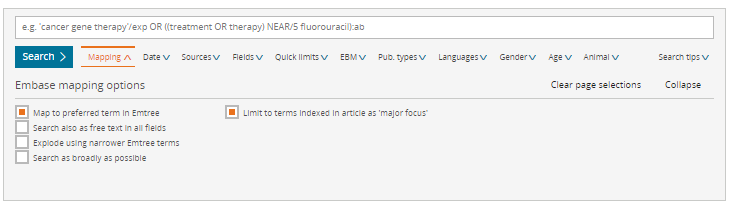 e.g. 'cancer gene therapy'/exp OR ((treatment OR therapy) NEAR/5 fluorouracil):ab
Search Mapping Date Sources Fields Quick limits EBM Pub. types Languages Gender Age Animal Search tips
Embase mapping options Clear page selections Collapse
Map to preferred term in Emtree Limit to terms indexed in article as 'major focus'
Search also as free text in all fields
Explode using narrower Emtree terms
Search as broadly as possible